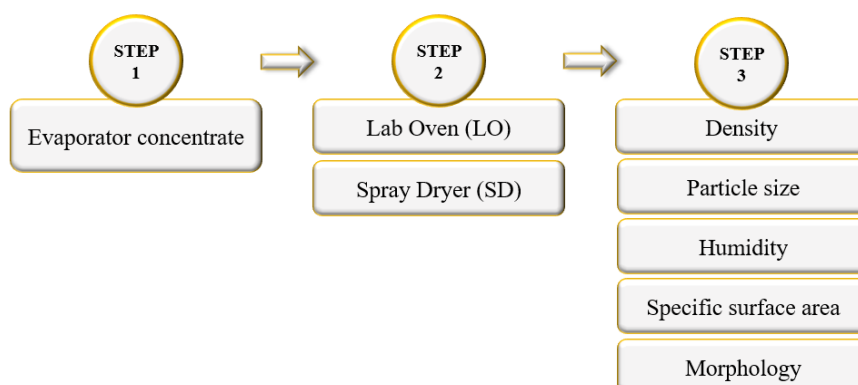 STEP
1
Evaporator concentrate
STEP
2
Lab Oven (LO)
Spray Dryer (SD)
STEP
3
Density
Particle size
Humidity
Specific surface area
Morphology